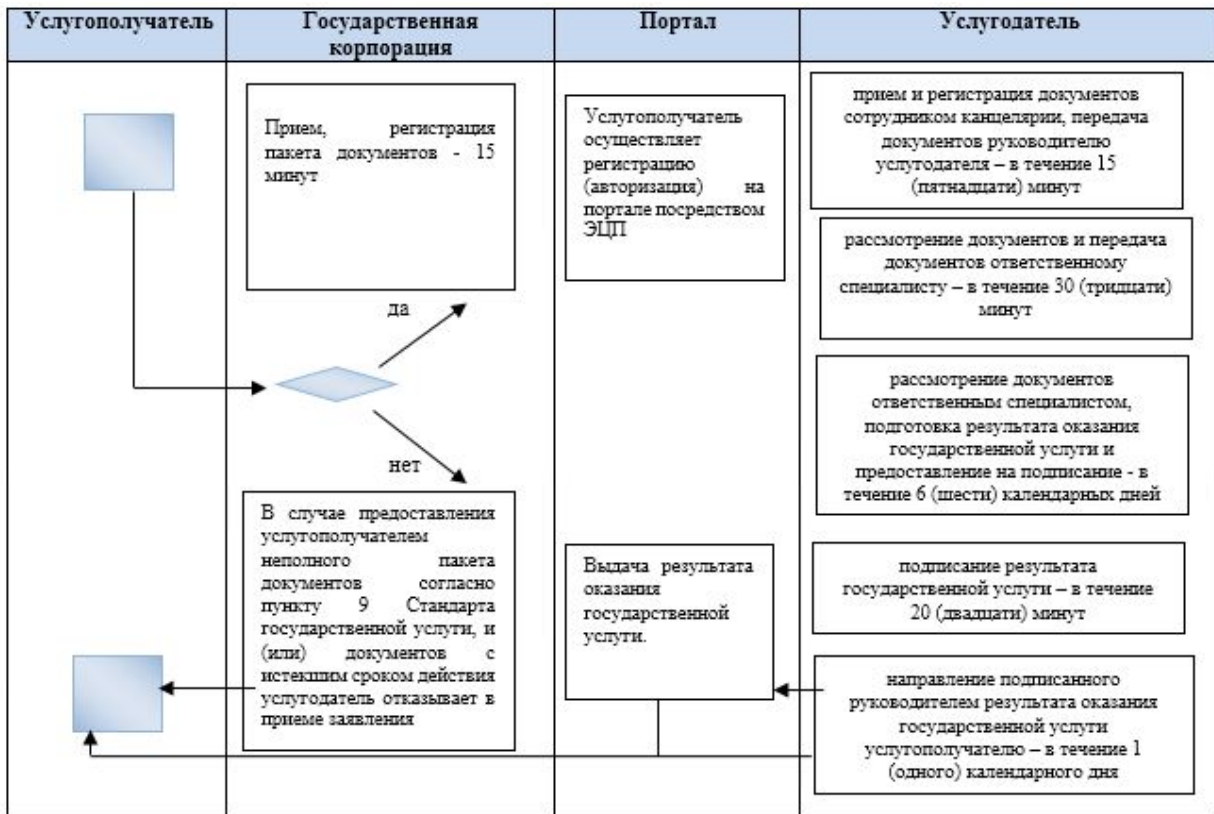 Услугополучатель
Государственная
корпорация
Портал
Услугодатель
Прием, регистрация
пакета документов - 15
минут
Услугополучатель
осуществляет
регистрацию
(авторизация) на
портале посредством
ЭЦП
прием и регистрация документов
сотрудником канцелярии, передача
документов руководителю
услугодателя – в течение 15
(пятнадцати) минут
рассмотрение документов и передача
документов ответственному
специалисту – в течение 30 (тридцати)
минут
да
рассмотрение документов
ответственным специалистом,
подготовка результата оказания
государственной услуги и
предоставление на подписание - в
течение 6 (шести) календарных дней
нет
В случае предоставления
услугополучателем
неполного пакета
документов согласно
пункту 9 Стандарта
государственной услуги, и
(или) документов с
истекшим сроком действия
услугодатель отказывает в
приеме заявления
Выдача результата
оказания
государственной
услуги.
подписание результата
государственной услуги – в течение
20 (двадцати) минут
направление подписанного
руководителем результата оказания
государственной услуги
услугополучателю – в течение 1
(одного) календарного дня